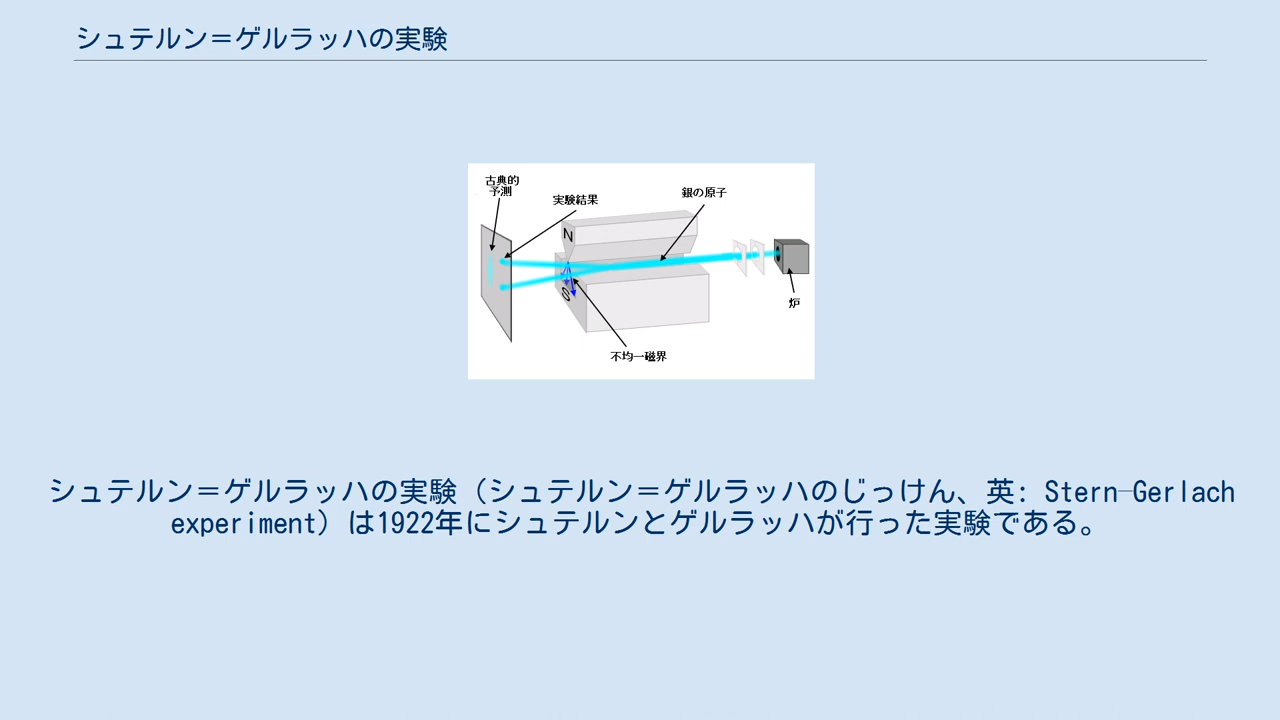 シュテルン＝ゲルラッハの実験
古典的
予測
実験結果
銀の原子
N
S
炉
不均一磁界
シュテルン＝ゲルラッハの実験（シュテルン＝ゲルラッハのじっけん、英: Stern–Gerlach
experiment）は1922年にシュテルンとゲルラッハが行った実験である。